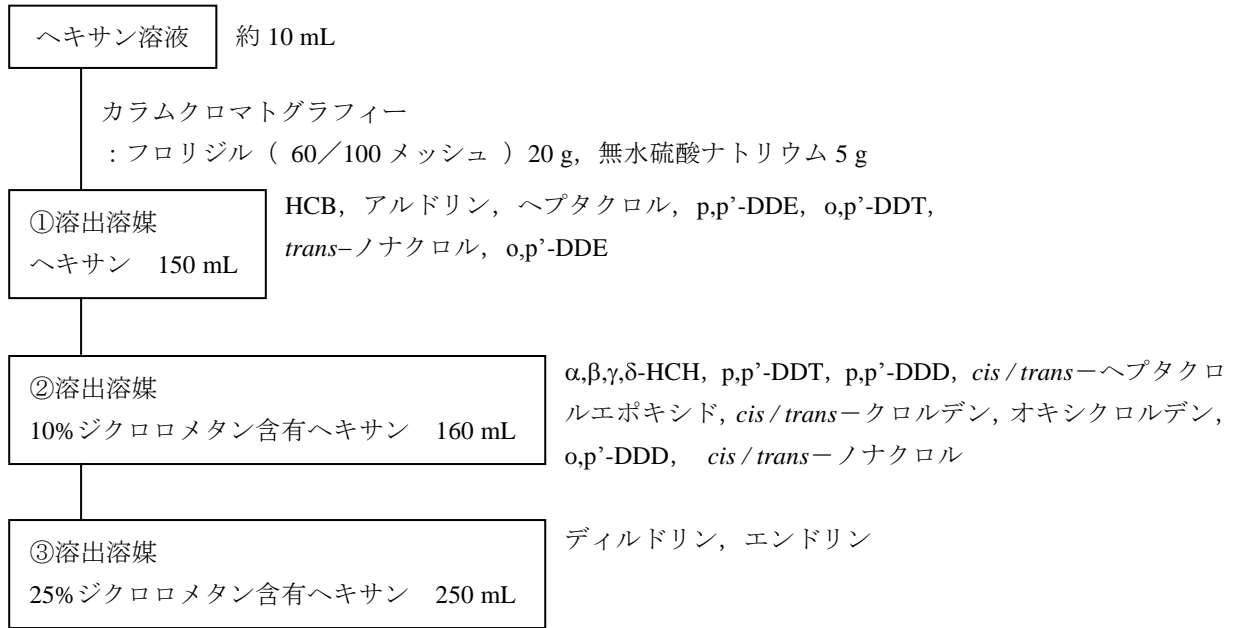 ヘキサン溶液 約 10 mL
カラムクロマトグラフィー
：フロリジル（ 60／100 メッシュ ）20 g，無水硫酸ナトリウム 5 g
①溶出溶媒
ヘキサン　150 mL
HCB，アルドリン，ヘプタクロル，p,p’-DDE，o,p’-DDT，
trans–ノナクロル，o,p’-DDE
②溶出溶媒
10%ジクロロメタン含有ヘキサン　160 mL
α,β,γ,δ-HCH，p,p’-DDT，p,p’-DDD，cis / trans－ヘプタクロ
ルエポキシド，cis / trans－クロルデン，オキシクロルデン，
o,p’-DDD，　cis / trans－ノナクロル
③溶出溶媒
25%ジクロロメタン含有ヘキサン　250 mL
ディルドリン，エンドリン